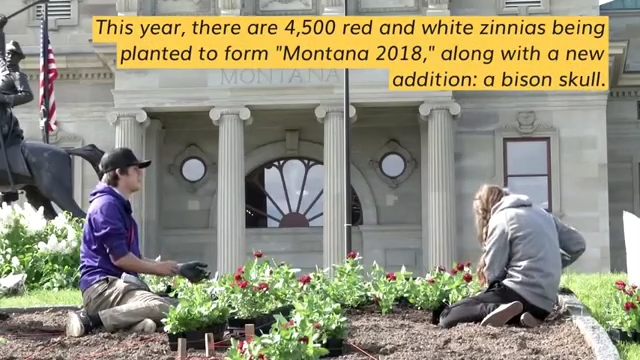 This year, there are 4,500 red and white zinnias being
planted to form "Montana 2018," along with a new
addition: a bison skull.
MONTANA